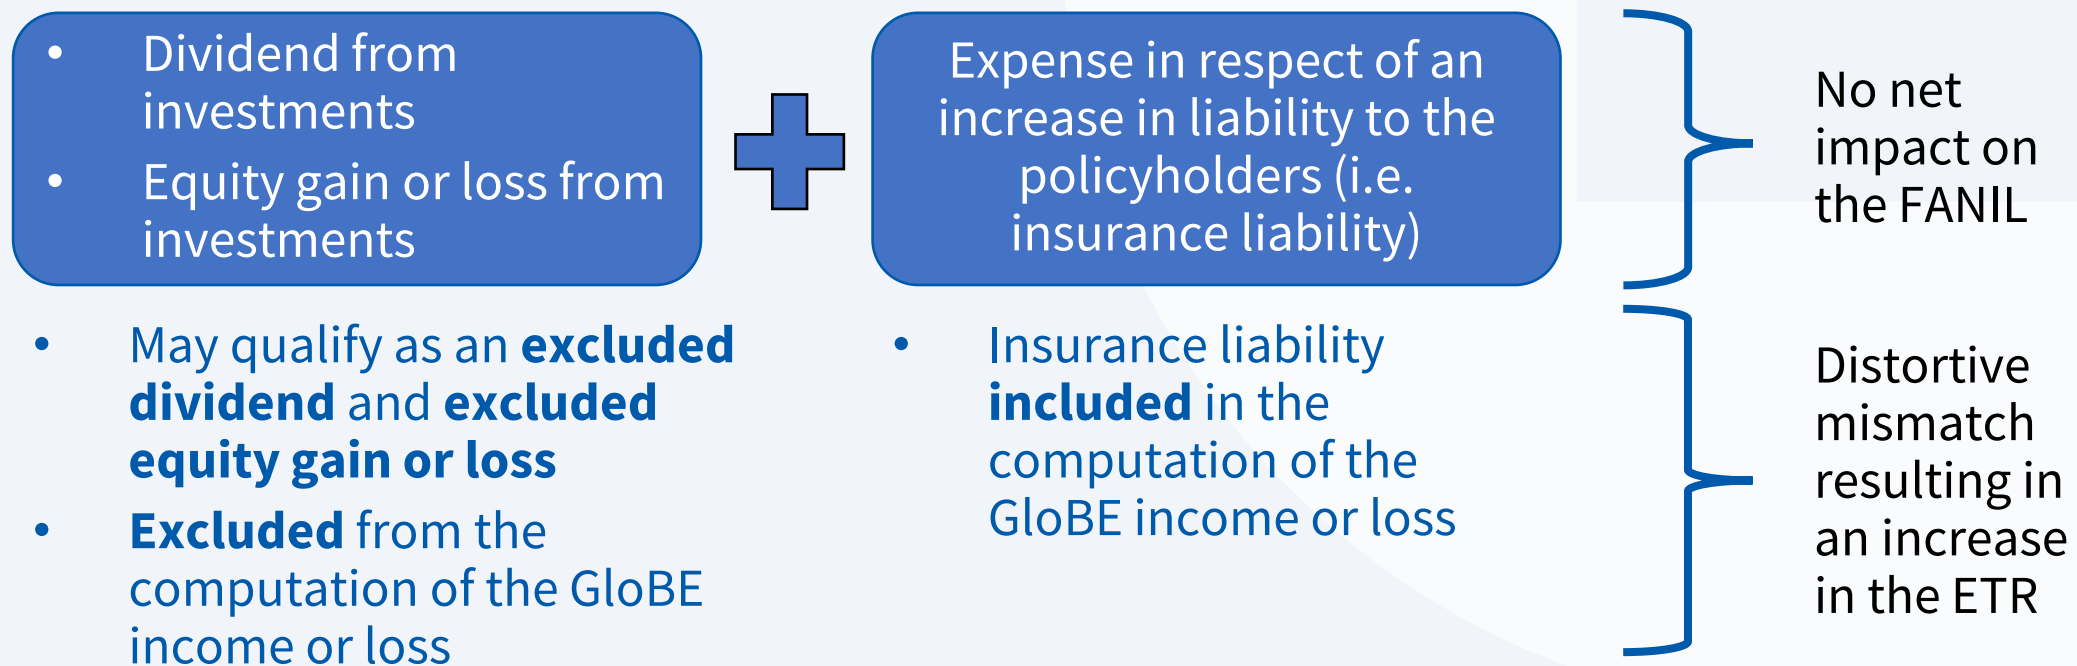 • Dividend from
investments
• Equity gain or loss from
investments
Expense in respect of an
increase in liability to the
policyholders (i.e.
insurance liability)
No net
impact on
the FANIL
• May qualify as an excluded
dividend and excluded
equity gain or loss
• Excluded from the
computation of the GloBE
income or loss
• Insurance liability
included in the
computation of the
GloBE income or loss
Distortive
mismatch
resulting in
an increase
in the ETR